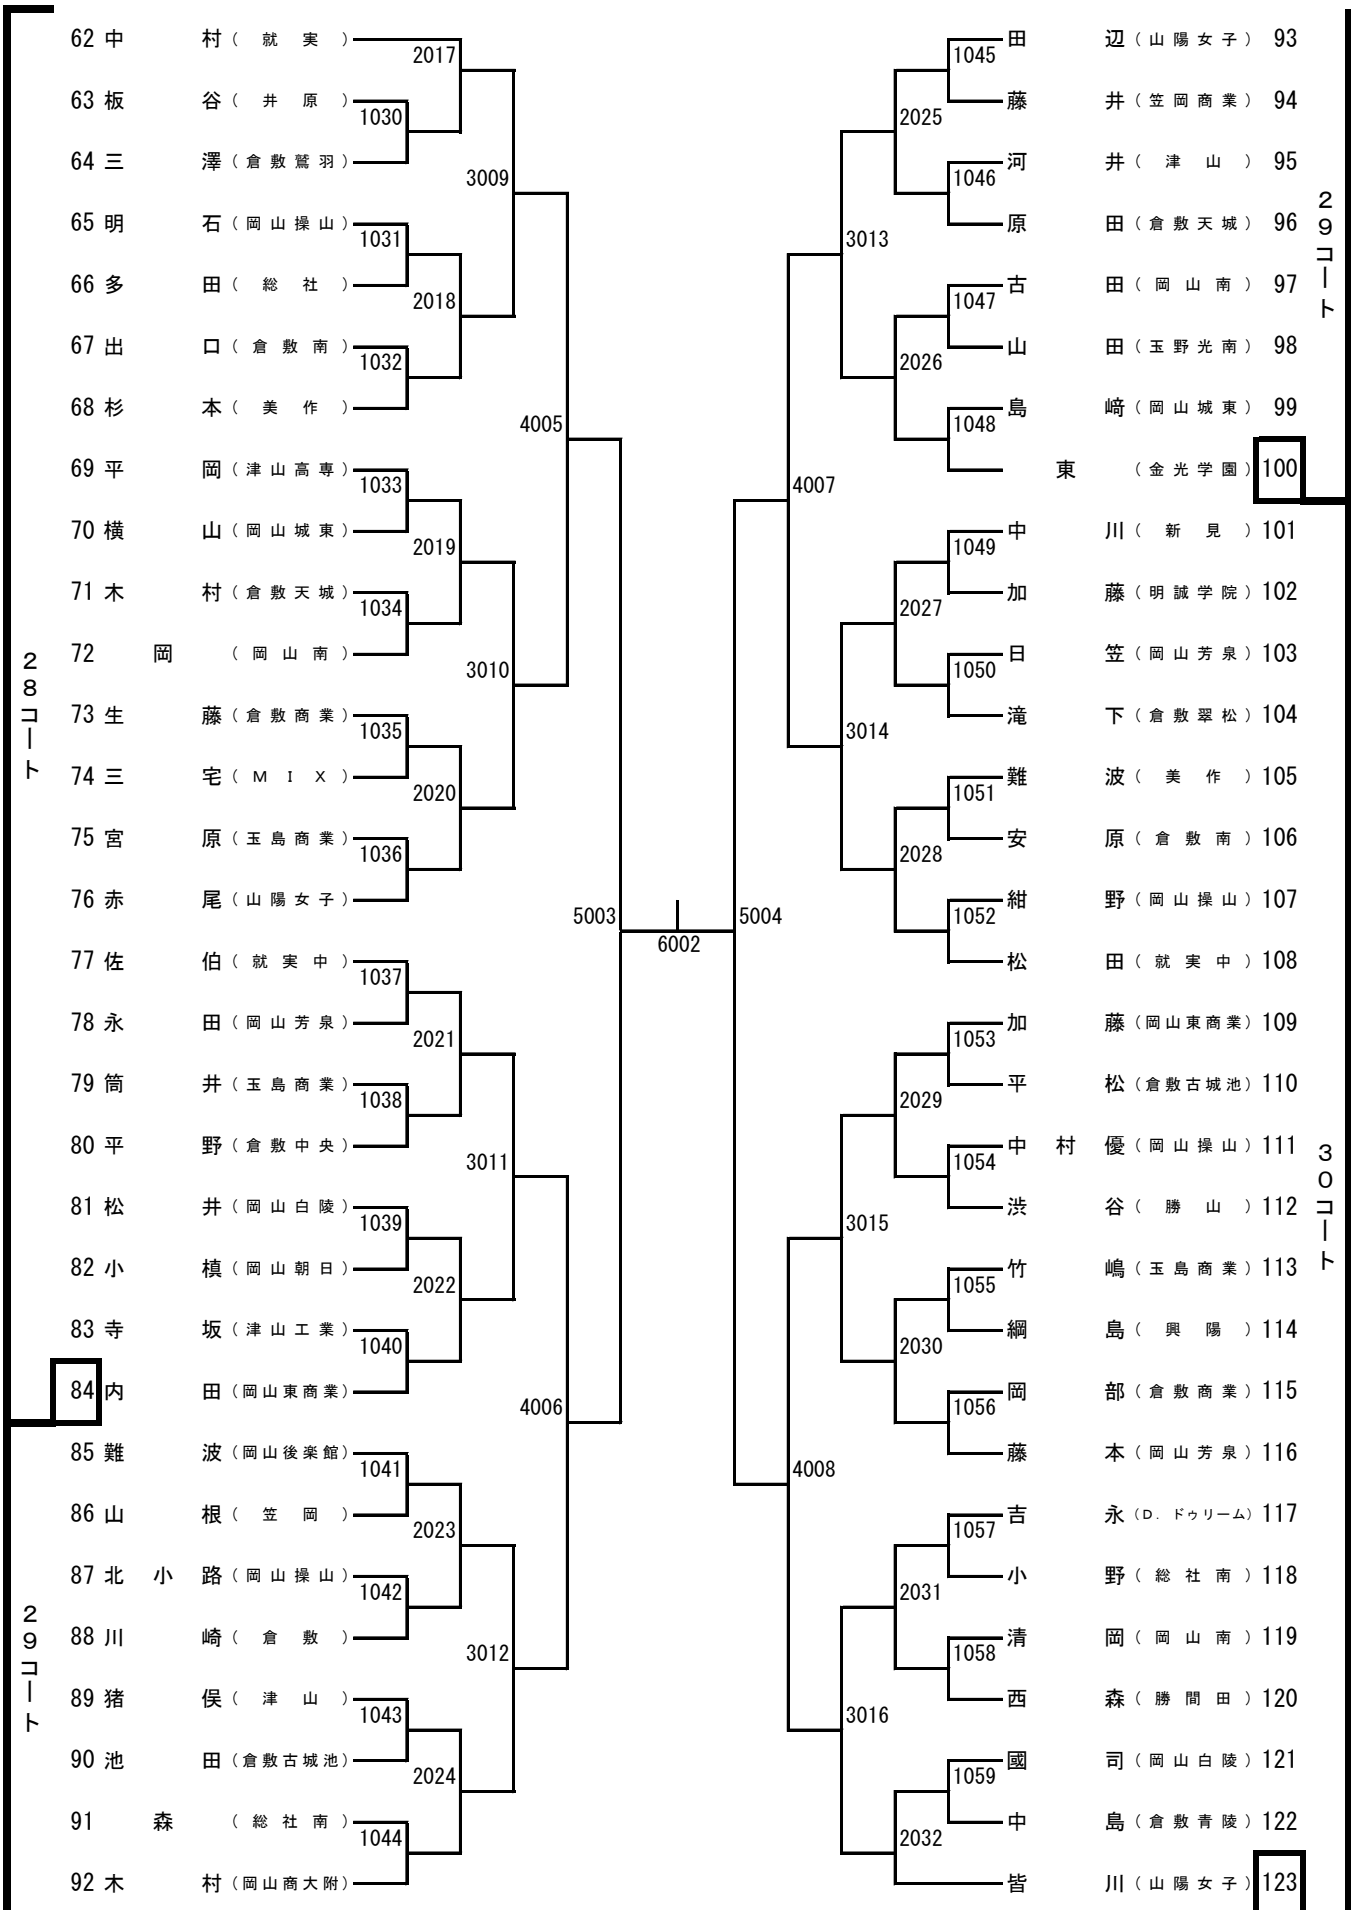 62 中村（就実）
2017
63 板谷（井原）
1030
64 三澤（倉敷鷲羽）
3009
65 明石（岡山操山）
1031
66 多田（総社）
2018
67 出口（倉敷南）
1032
68 杉本（美作）
4005
69 平岡（津山高専）
1033
70 横山（岡山城東）
2019
71 木村（倉敷天城）
1034
72 岡（岡山南）
3010
73 生藤（倉敷商業）
1035
74 三宅（ＭＩＸ）
2020
75 宮原（玉島商業）
1036
76 赤尾（山陽女子）
5003
77 佐伯（就実中）
1037
78 永田（岡山芳泉）
2021
79 筒井（玉島商業）
1038
80 平野（倉敷中央）
3011
81 松井（岡山白陵）
1039
82 小槙（岡山朝日）
2022
83 寺坂（津山工業）
1040
84 内田（岡山東商業）
4006
85 難波（岡山後楽館）
1041
86 山根（笠岡）
2023
87 北小路（岡山操山）
1042
88 川崎（倉敷）
3012
89 猪俣（津山）
1043
90 池田（倉敷古城池）
2024
91 森（総社南）
1044
92 木村（岡山商大附）
２８コート
２９コート
6002
田辺（山陽女子）93
1045
藤井（笠岡商業）94
2025
河井（津山）95
1046
原田（倉敷天城）96
3013
古田（岡山南）97
1047
山田（玉野光南）98
2026
島﨑（岡山城東）99
1048
東（金光学園）100
4007
中川（新見）101
1049
加藤（明誠学院）102
2027
日笠（岡山芳泉）103
1050
滝下（倉敷翠松）104
3014
難波（美作）105
1051
安原（倉敷南）106
2028
紺野（岡山操山）107
1052
5004
松田（就実中）108
加藤（岡山東商業）109
1053
平松（倉敷古城池）110
2029
中村優（岡山操山）111
1054
渋谷（勝山）112
3015
竹嶋（玉島商業）113
1055
綱島（興陽）114
2030
岡部（倉敷商業）115
1056
藤本（岡山芳泉）116
4008
吉永（Ｄ．ドゥリーム）117
1057
小野（総社南）118
2031
清岡（岡山南）119
1058
西森（勝間田）120
3016
國司（岡山白陵）121
1059
中島（倉敷青陵）122
2032
皆川（山陽女子）123
２９コート
３０コート